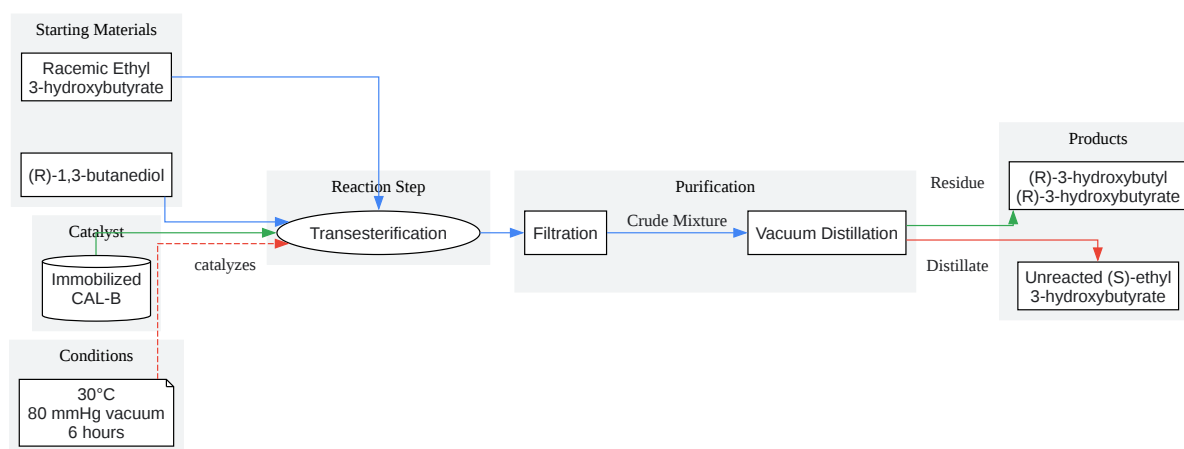 Starting Materials
Racemic Ethyl
3-hydroxybutyrate
(R)-1,3-butanediol
Catalyst
Immobilized
CAL-B
Conditions
30°C
80 mmHg vacuum
6 hours
catalyzes
Reaction Step
Transesterification
Purification
Filtration
Crude Mixture
Vacuum Distillation
Residue
Distillate
Products
(R)-3-hydroxybutyl
(R)-3-hydroxybutyrate
Unreacted (S)-ethyl
3-hydroxybutyrate